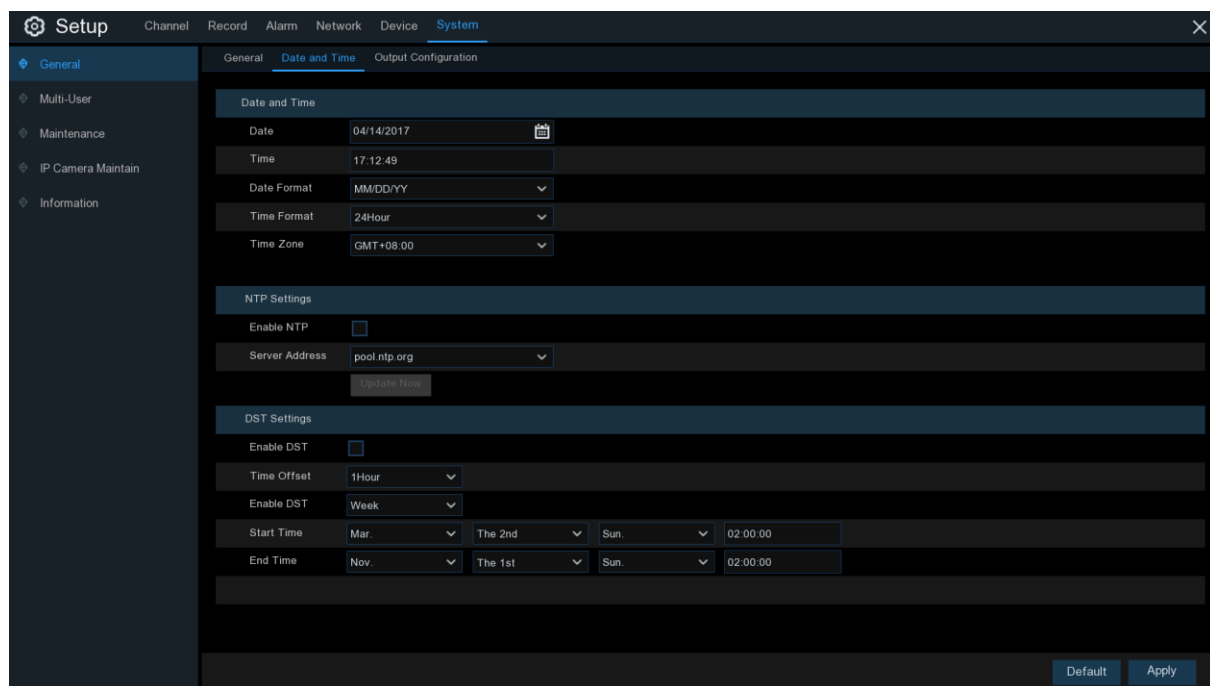 Setup Channel Record Alarm Network Device System
General Date and Time Output Configuration
General
Multi-User
Maintenance
IP Camera Maintain
Information
Date and Time
Date 04/14/2017
Time 17:12:49
Date Format MM/DD/YY
Time Format 24Hour
Time Zone GMT+08:00
NTP Settings
Enable NTP
Server Address pool.ntp.org
Update Now
DST Settings
Enable DST
Time Offset 1Hour
Enable DST Week
Start Time Mar. The 2nd Sun. 02:00:00
End Time Nov. The 1st Sun. 02:00:00
Default Apply